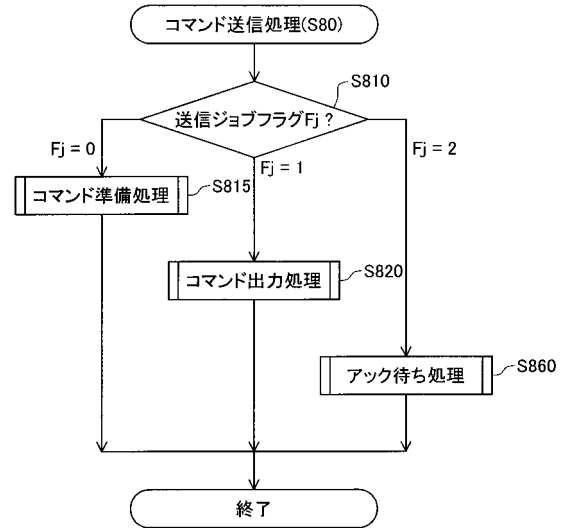 コマンド送信処理(S80)
S810
送信ジョブフラグFj ?
Fj = 0
Fj = 1
Fj = 2
コマンド準備処理
S815
コマンド出力処理
S820
アック待ち処理
S860
終了